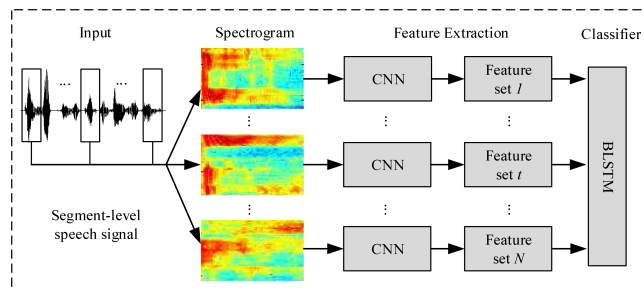 Input
Spectrogram
Feature Extraction
Classifier
... ...
CNN
Feature
set 1
⋮
⋮
⋮
CNN
Feature
set t
BLSTM
Segment-level
speech signal
⋮
⋮
⋮
CNN
Feature
set N